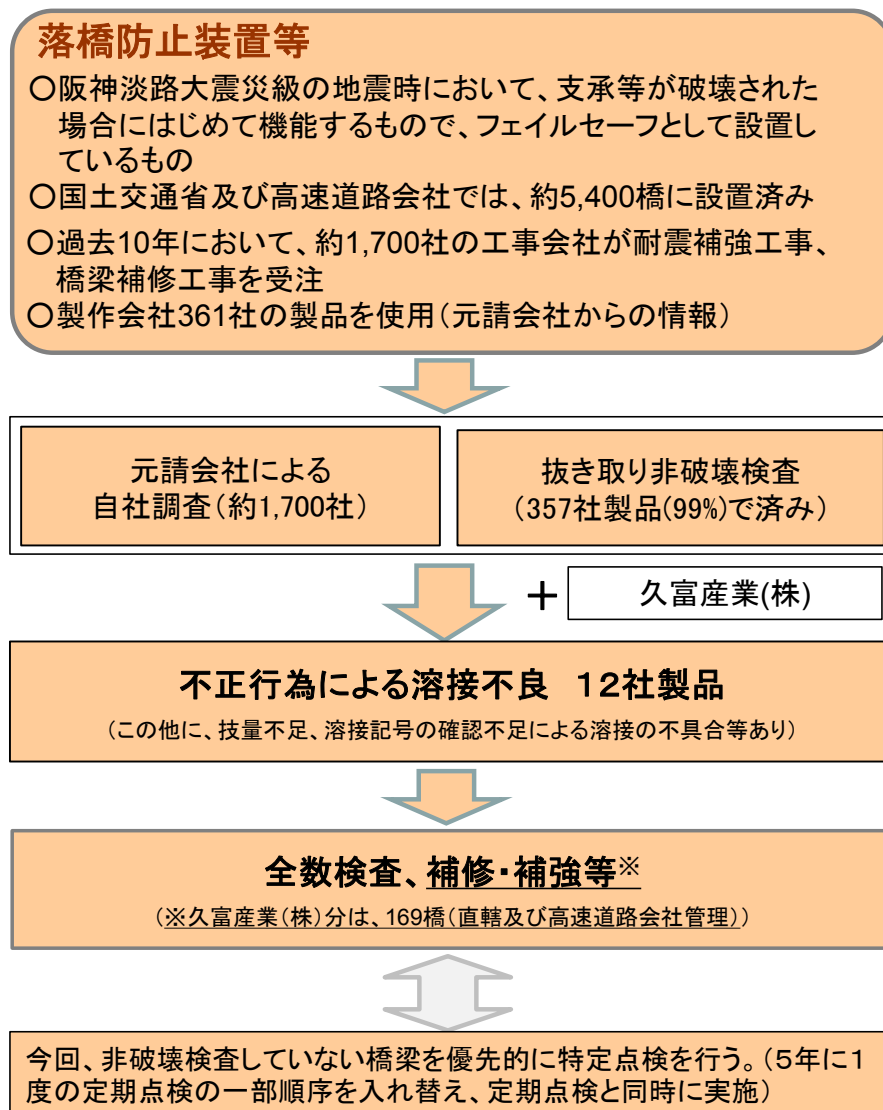 落橋防止装置等
○阪神淡路大震災級の地震時において、支承等が破壊された
場合にはじめて機能するもので、フェイルセーフとして設置し
ているもの
○国土交通省及び高速道路会社では、約5,400橋に設置済み
○過去10年において、約1,700社の工事会社が耐震補強工事、
橋梁補修工事を受注
○製作会社361社の製品を使用（元請会社からの情報）
元請会社による
自社調査（約1,700社）
抜き取り非破壊検査
（357社製品(99%)で済み）
＋
久富産業(株)
不正行為による溶接不良　１２社製品
（この他に、技量不足、溶接記号の確認不足による溶接の不具合等あり）
全数検査、補修・補強等※
（※久富産業（株）分は、169橋（直轄及び高速道路会社管理））
今回、非破壊検査していない橋梁を優先的に特定点検を行う。（５年に１
度の定期点検の一部順序を入れ替え、定期点検と同時に実施）